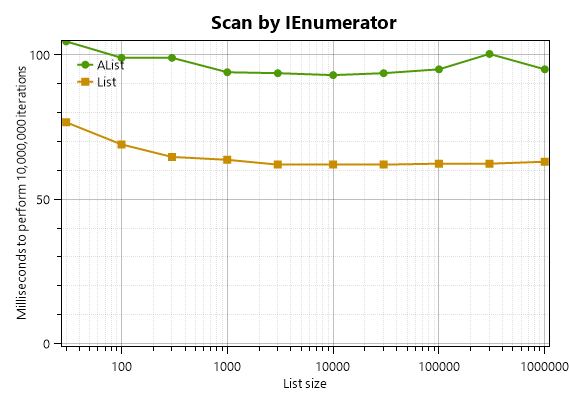 Scan by IEnumerator
Milliseconds to perform 10,000,000 iterations
100
50
0
AList
List
100
1000
10000
100000
1000000
List size